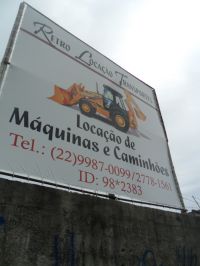 Retro Locação Transportes
Locação de
Máquinas e Caminhões
Tel.: (22)9987-0099/2778-1561
ID: 98*2383